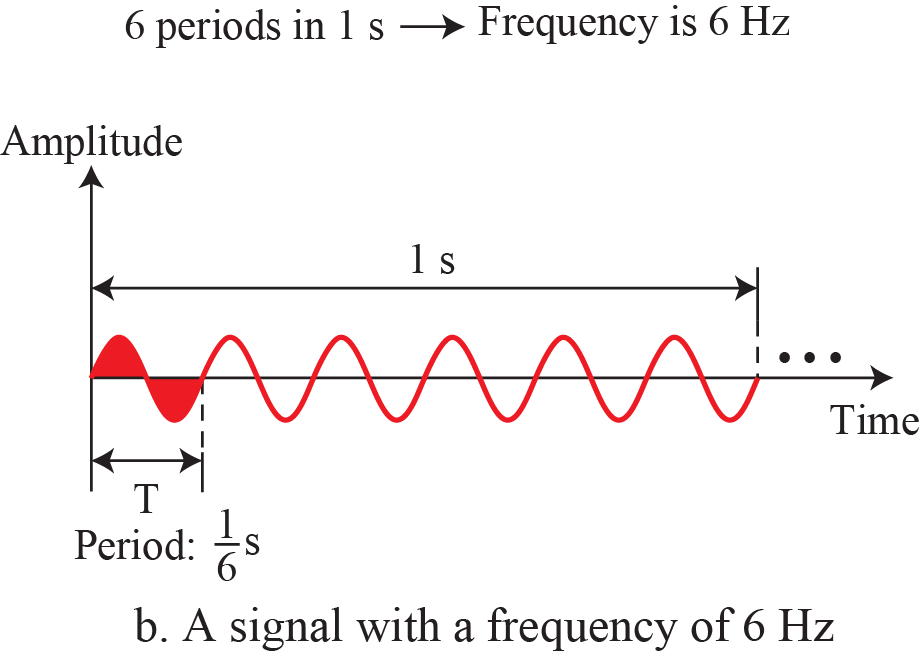 6 periods in 1 s → Frequency is 6 Hz
Amplitude
1 s
•••
Time
T
Period: 1/6 s
b. A signal with a frequency of 6 Hz